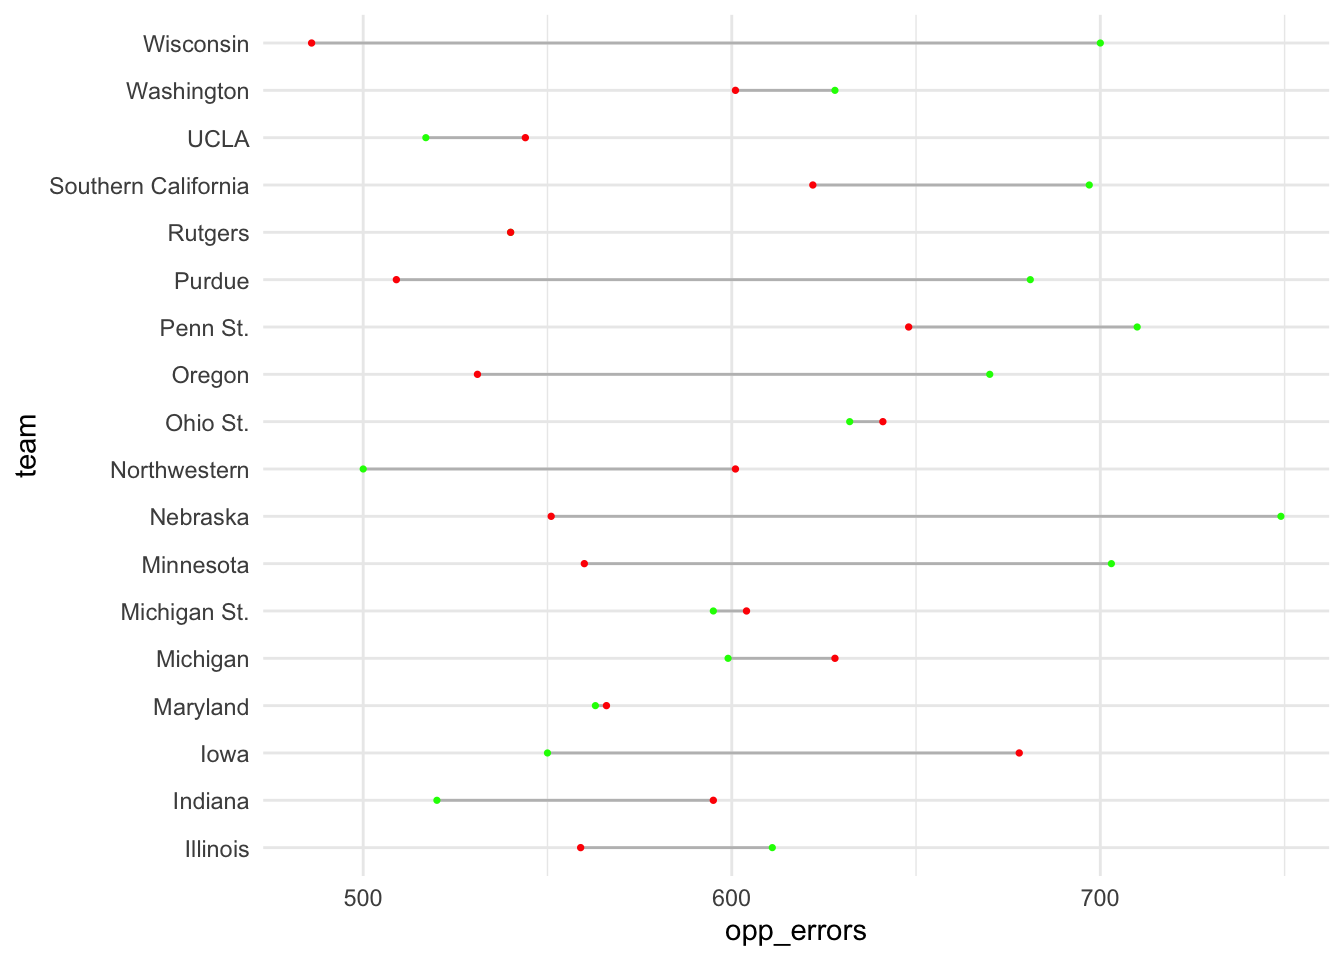 Wisconsin
Washington
UCLA
Southern California
Rutgers
Purdue
Penn St.
Oregon
Ohio St.
Northwestern
Nebraska
Minnesota
Michigan St.
Michigan
Maryland
Iowa
Indiana
Illinois
team
500 600 700
opp_errors